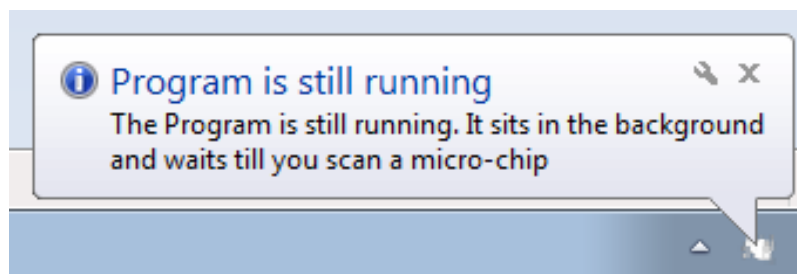 Program is still running
The Program is still running. It sits in the background
and waits till you scan a micro-chip